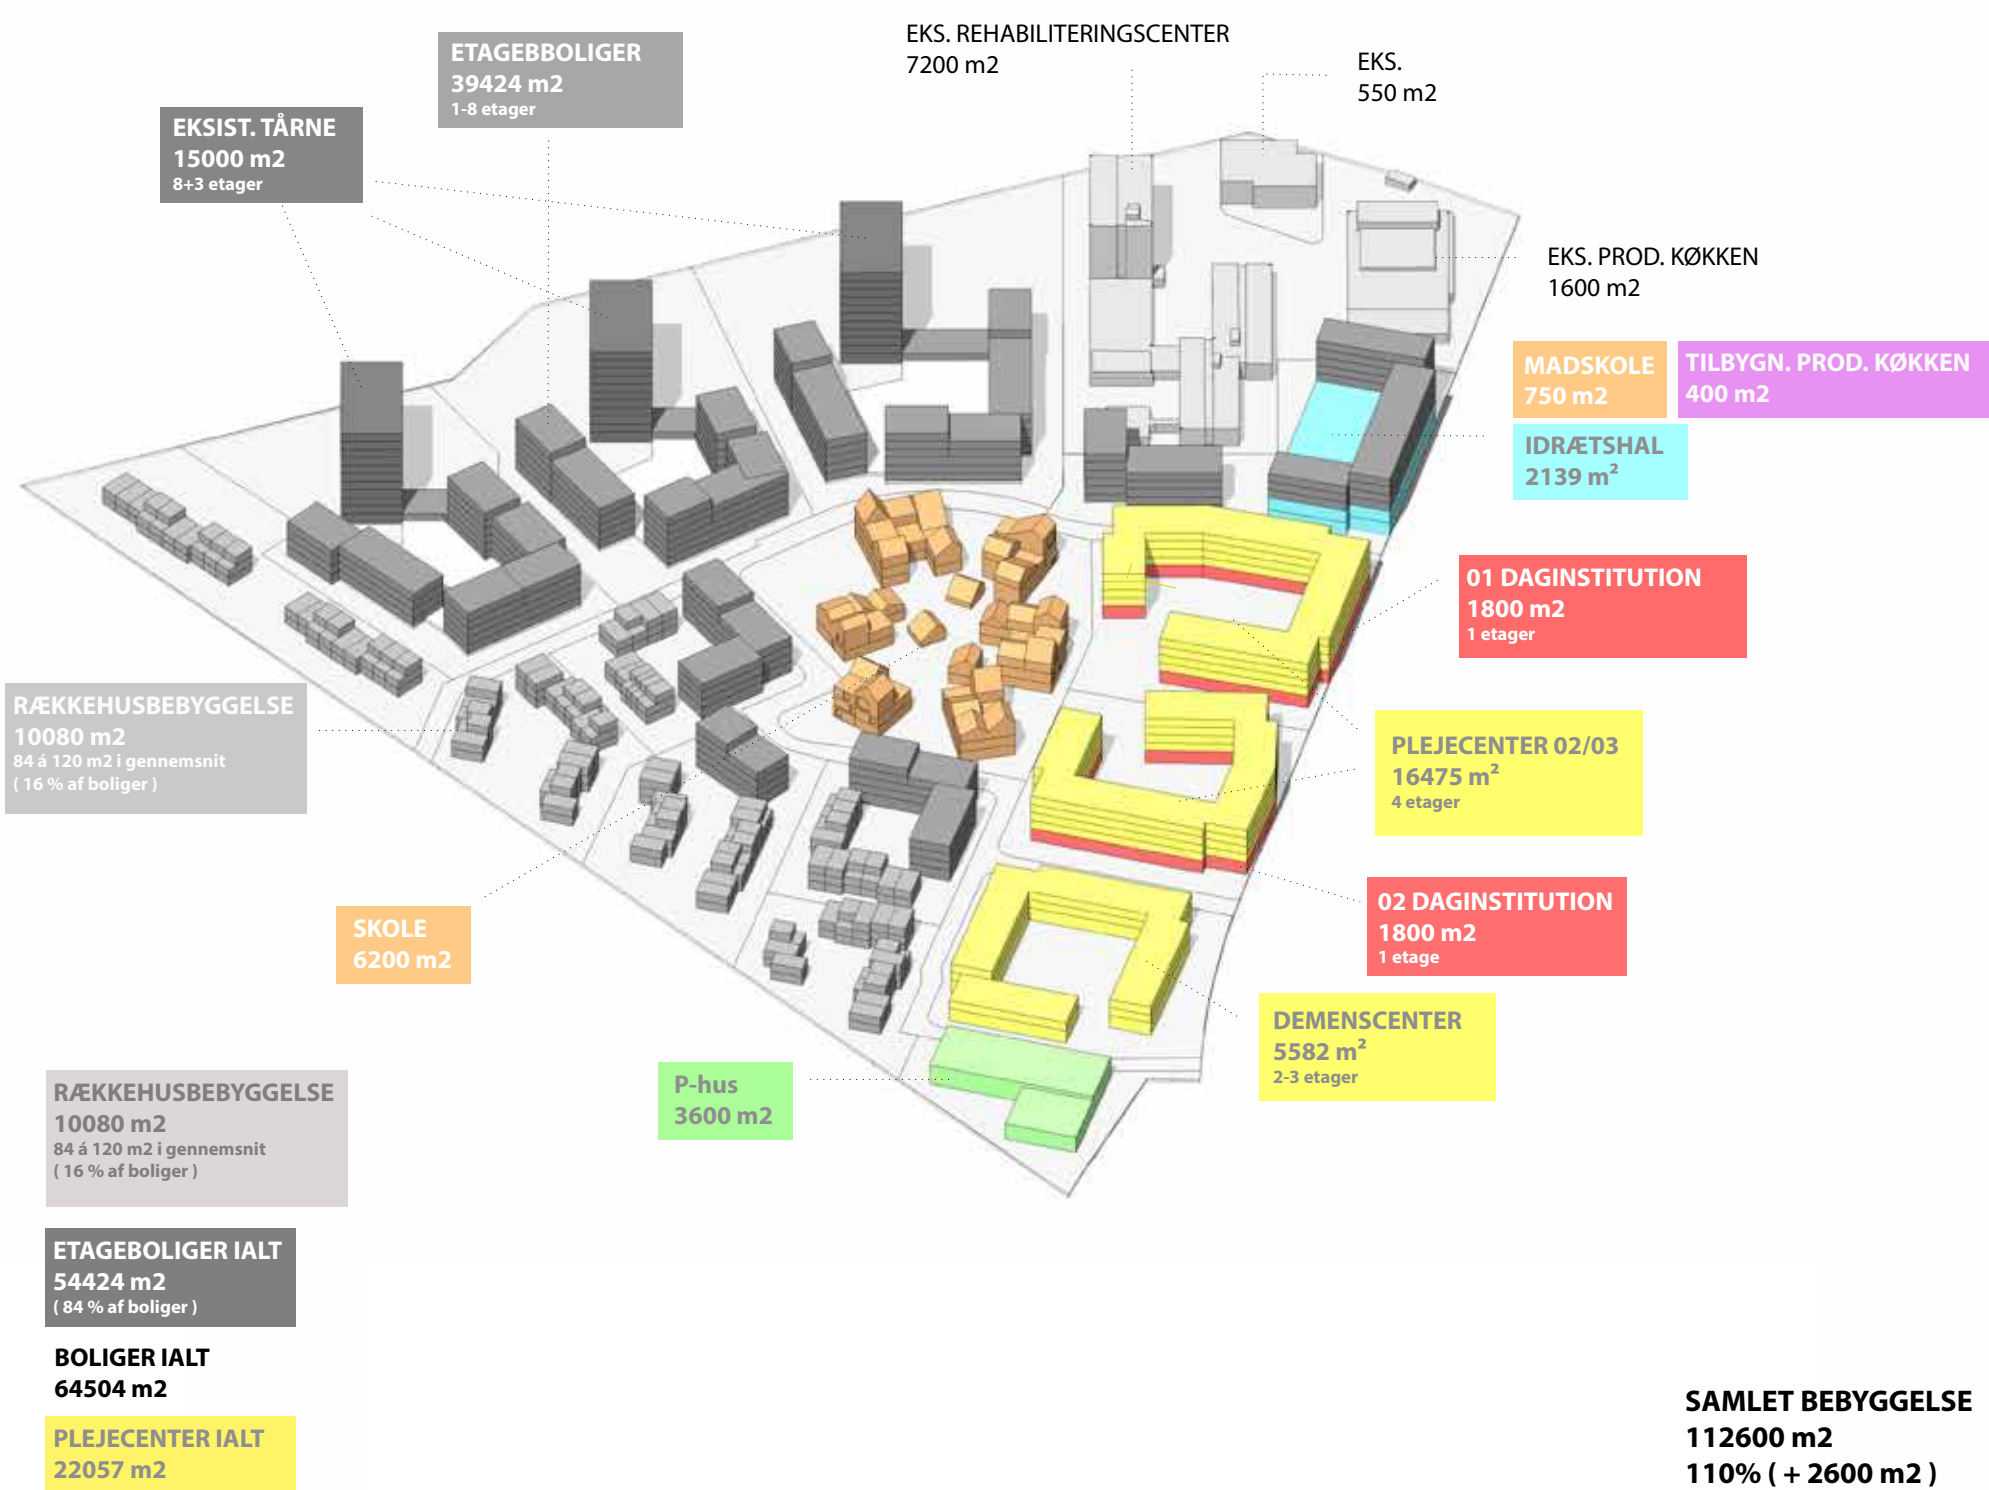 EKS. REHABILITERINGSCENTER
7200 m2
EKS.
550 m2
ETAGEBBOLIGER
39424 m2
1-8 etager
EKSIST. TÅRNE
15000 m2
8+3 etager
EKS. PROD. KØKKEN
1600 m2
MADSKOLE
750 m2
TILBYGN. PROD. KØKKEN
400 m2
IDRÆTSHAL
2139 m²
01 DAGINSTITUTION
1800 m2
1 etager
RÆKKEHUSBEBYGGELSE
10080 m2
84 á 120 m2 i gennemsnit
( 16 % af boliger )
PLEJECENTER 02/03
16475 m²
4 etager
02 DAGINSTITUTION
1800 m2
1 etage
SKOLE
6200 m2
DEMENSCENTER
5582 m²
2-3 etager
P-hus
3600 m2
RÆKKEHUSBEBYGGELSE
10080 m2
84 á 120 m2 i gennemsnit
( 16 % af boliger )
ETAGEBOLIGER IALT
54424 m2
( 84 % af boliger )
BOLIGER IALT
64504 m2
PLEJECENTER IALT
22057 m2
SAMLET BEBYGGELSE
112600 m2
110% ( + 2600 m2 )